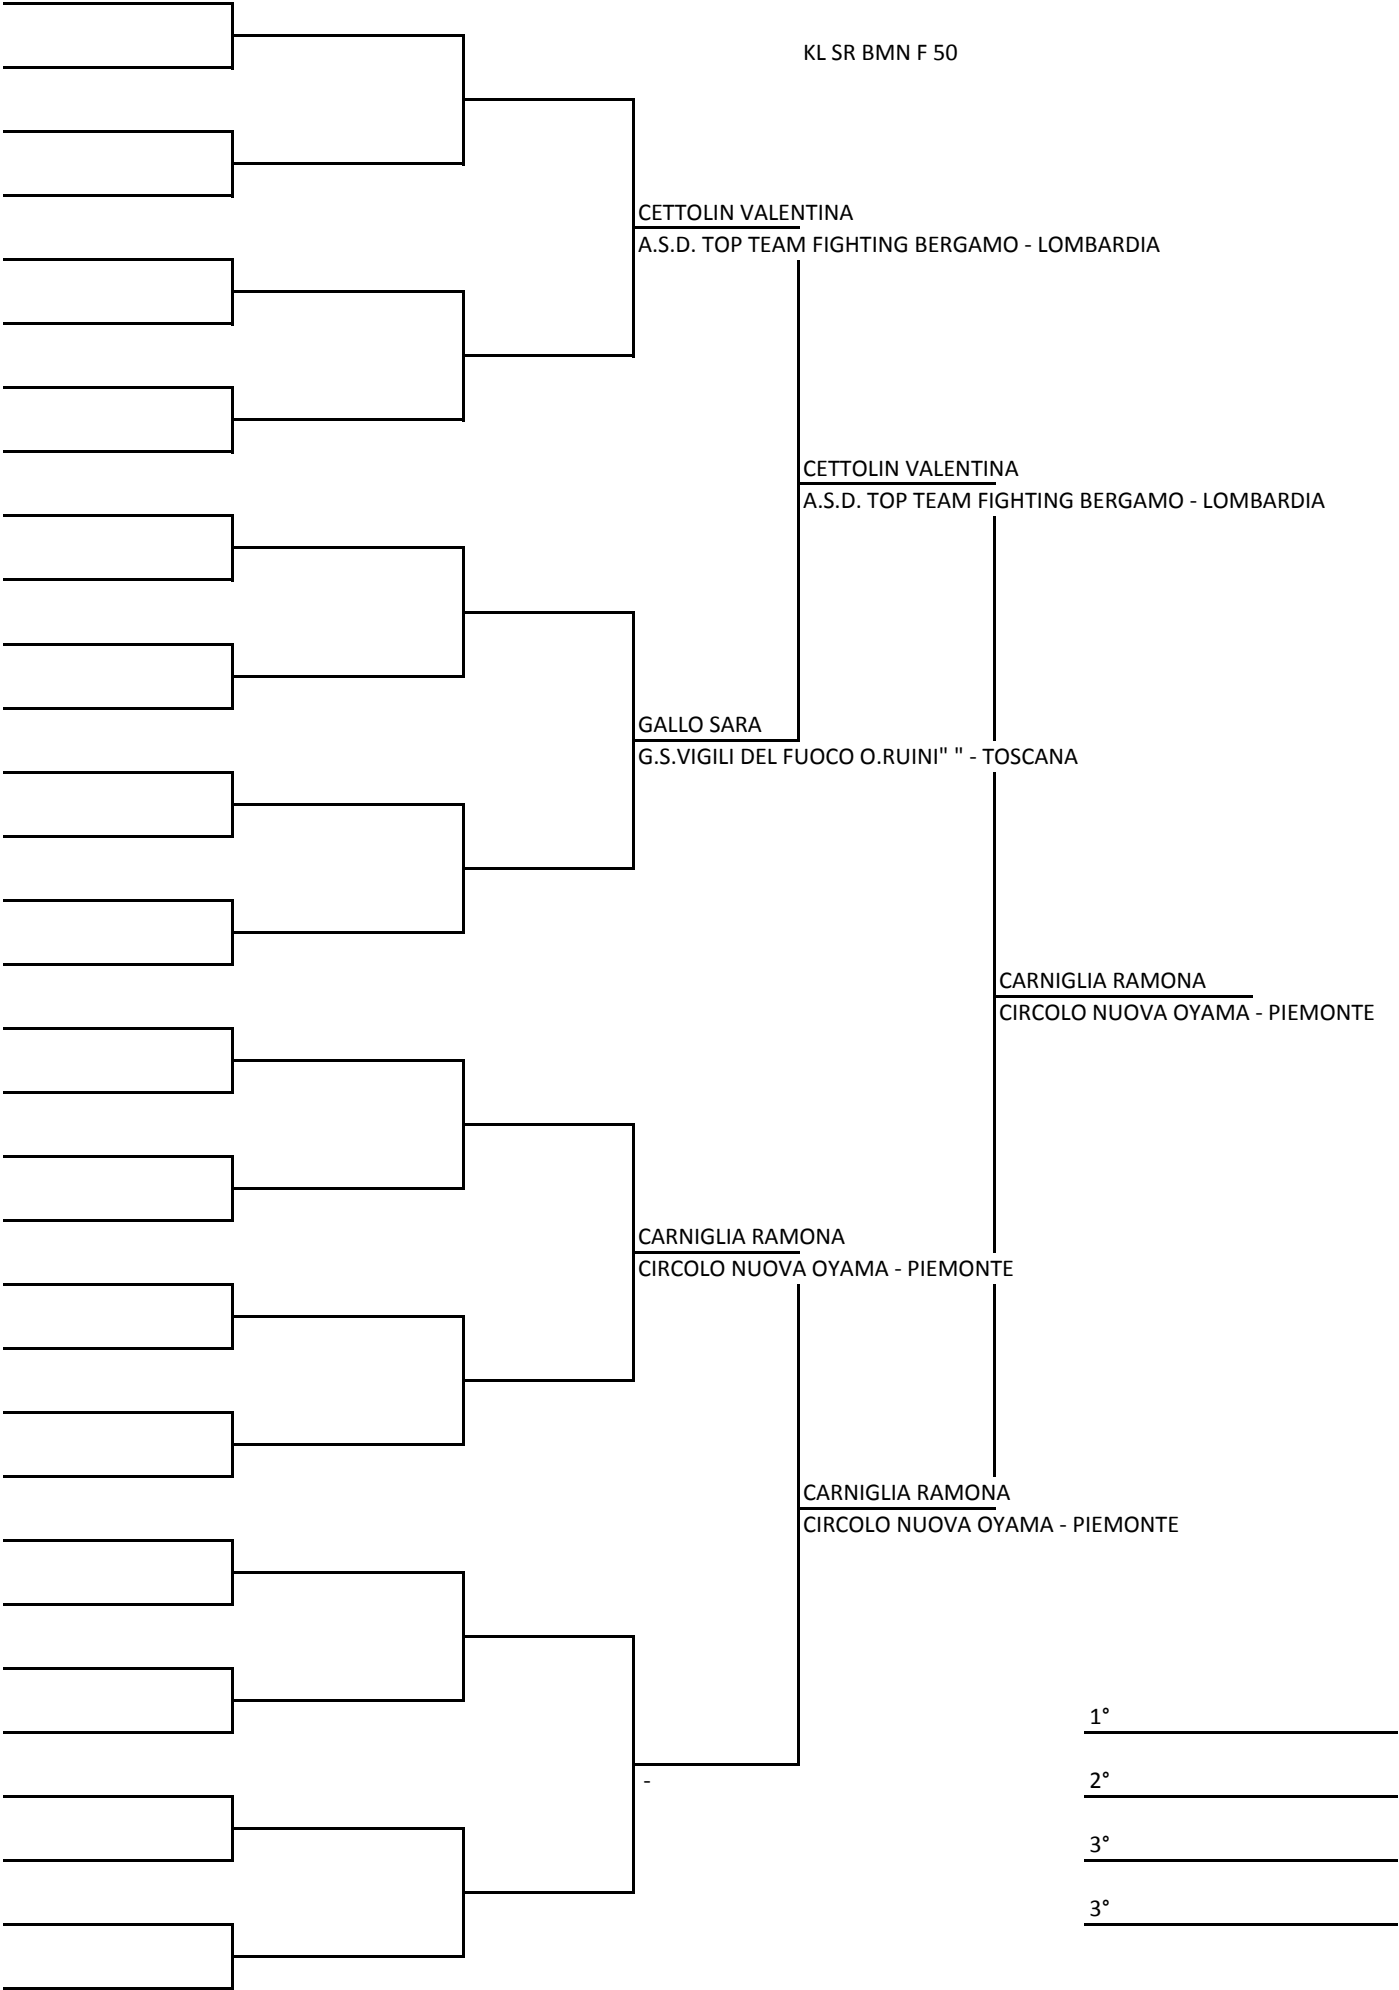 KL SR BMN F 50
CETTOLIN VALENTINA
A.S.D. TOP TEAM FIGHTING BERGAMO - LOMBARDIA
CETTOLIN VALENTINA
A.S.D. TOP TEAM FIGHTING BERGAMO - LOMBARDIA
GALLO SARA
G.S.VIGILI DEL FUOCO O.RUINI" " - TOSCANA
CARNIGLIA RAMONA
CIRCOLO NUOVA OYAMA - PIEMONTE
CARNIGLIA RAMONA
CIRCOLO NUOVA OYAMA - PIEMONTE
CARNIGLIA RAMONA
CIRCOLO NUOVA OYAMA - PIEMONTE
1°
-
2°
3°
3°